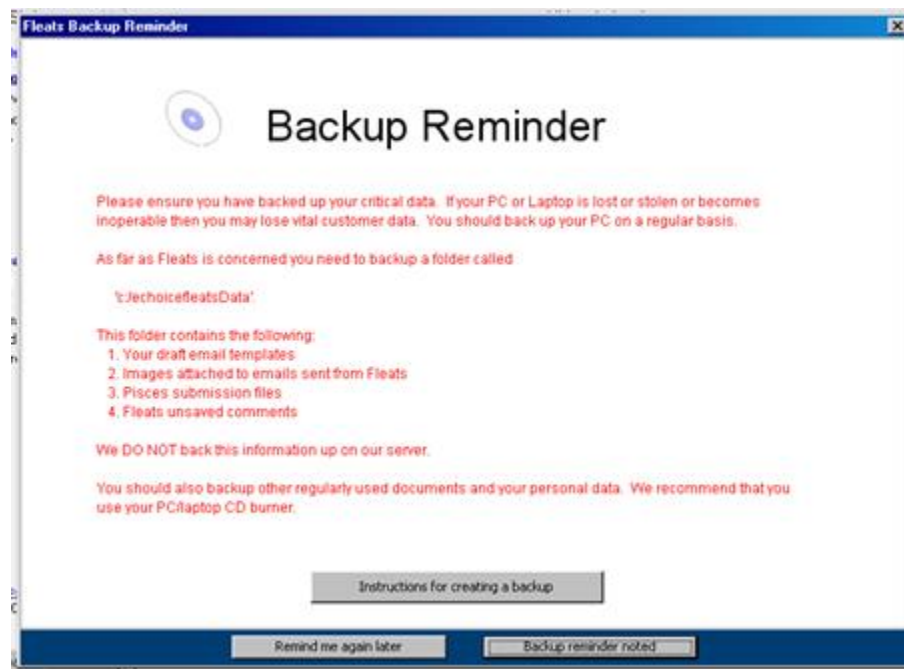 Fleats Backup Reminder
Backup Reminder
Please ensure you have backed up your critical data. If your PC or Laptop is lost or stolen or becomes
inoperable then you may lose vital customer data. You should back up your PC on a regular basis.
As far as Fleats is concerned you need to backup a folder called
This folder contains the following:
1. Your draft email templates
2. Images attached to emails sent from Fleats
3. Pisces submission files
4. Fleats unsaved comments
We DO NOT back this information up on our server.
You should also backup other regularly used documents and your personal data. We recommend that you
use your PC/laptop CD burner.
Instructions for creating a backup
Remind me again later
Backup reminder noted